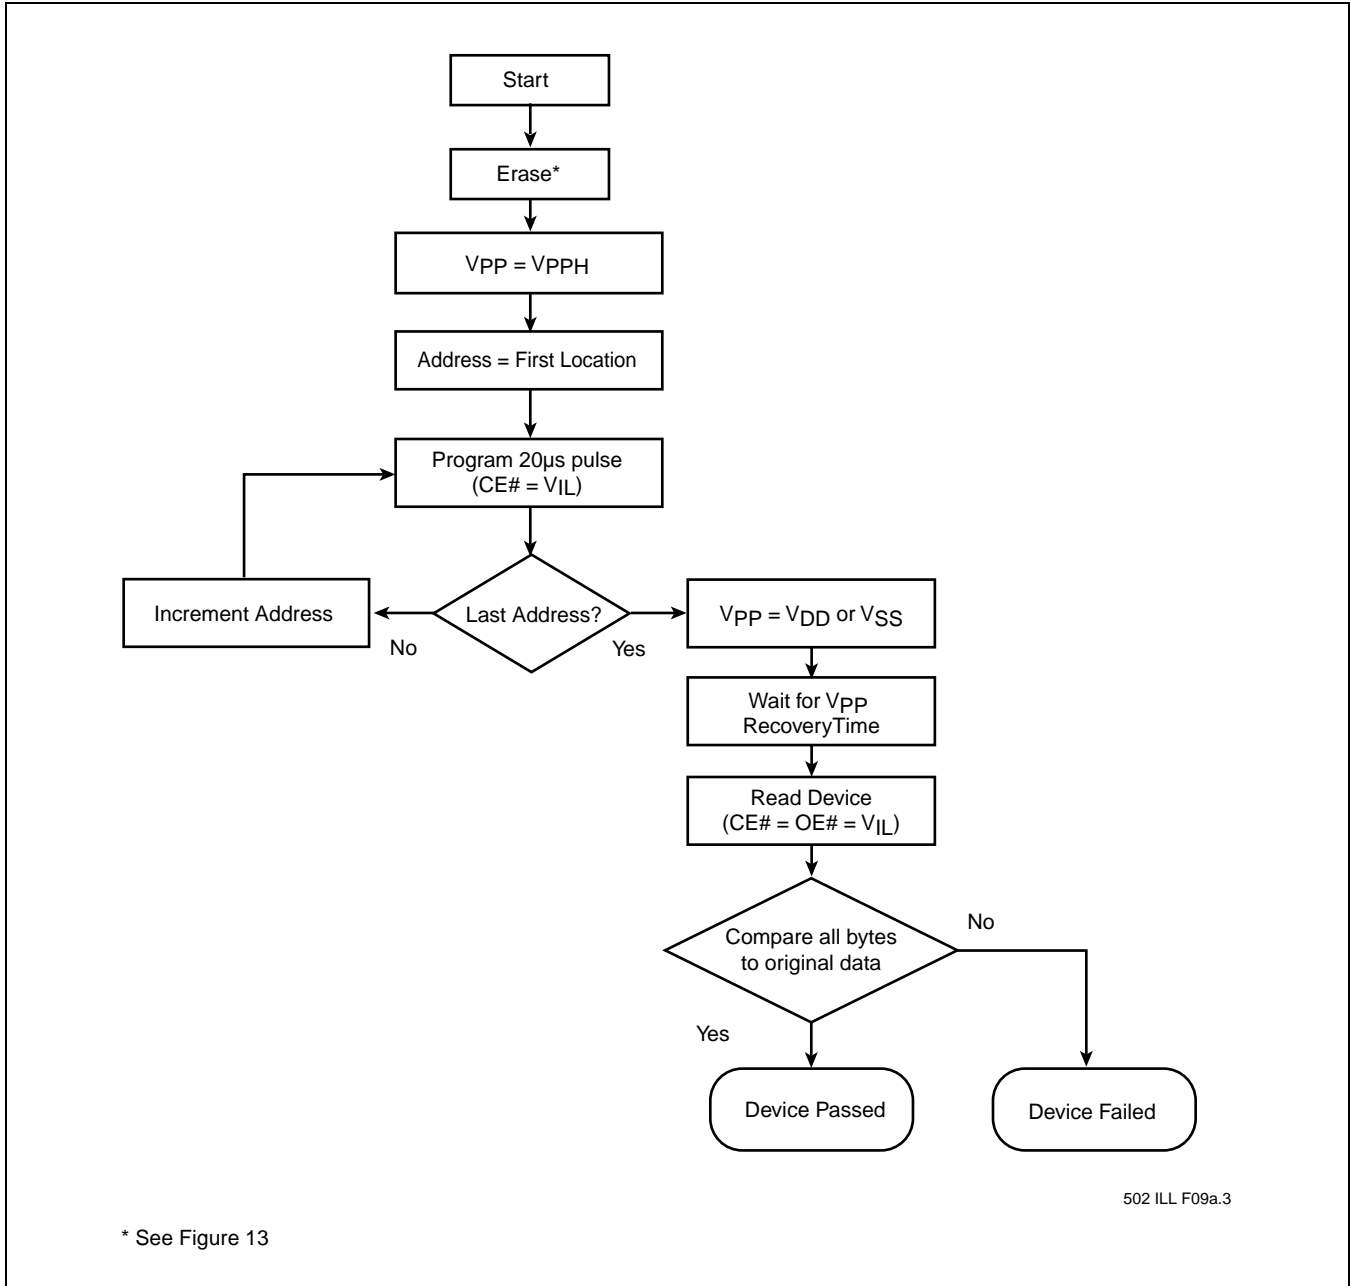 Start
Erase*
VPP = VPPH
Address = First Location
Program 20µs pulse
(CE# = VIL)
Increment Address
Last Address?
No
Yes
VPP = VDD or VSS
Wait for VPP
RecoveryTime
Read Device
(CE# = OE# = VIL)
Compare all bytes
to original data
No
Yes
Device Passed
Device Failed
502 ILL F09a.3
* See Figure 13